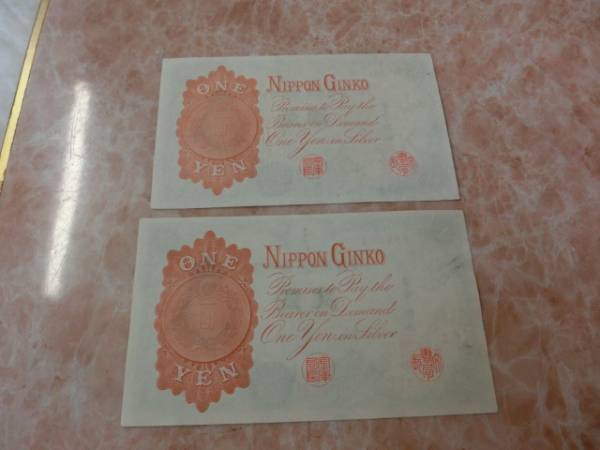 ONE
YEN
NIPPON GINKO
Promises to Pay the
Bearer on Demand
One Yen in Silver
ONE
YEN
NIPPON GINKO
Promises to Pay the
Bearer on Demand
One Yen in Silver